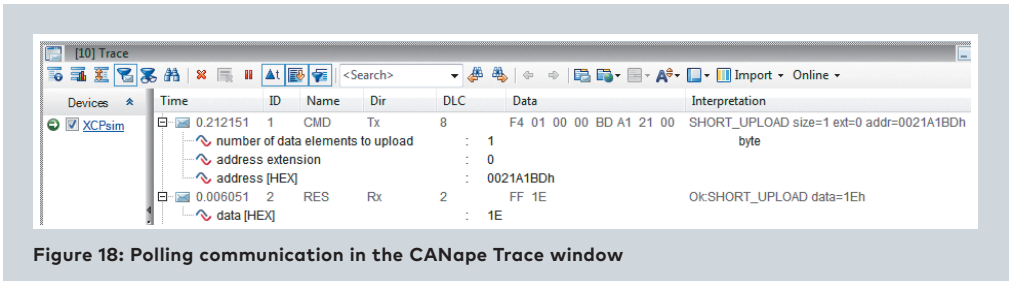 [10] Trace
<Search> Import Online
Devices Time ID Name Dir DLC Data Interpretation
XCPsim 0.212151 1 CMD Tx 8 F4 01 00 00 BD A1 21 00 SHORT_UPLOAD size=1 ext=0 addr=0021A1BDh
number of data elements to upload : 1 byte
address extension : 0
address [HEX] : 0021A1BDh
0.006051 2 RES Rx 2 FF 1E Ok:SHORT_UPLOAD data=1Eh
data [HEX] : 1E
Figure 18: Polling communication in the CANape Trace window